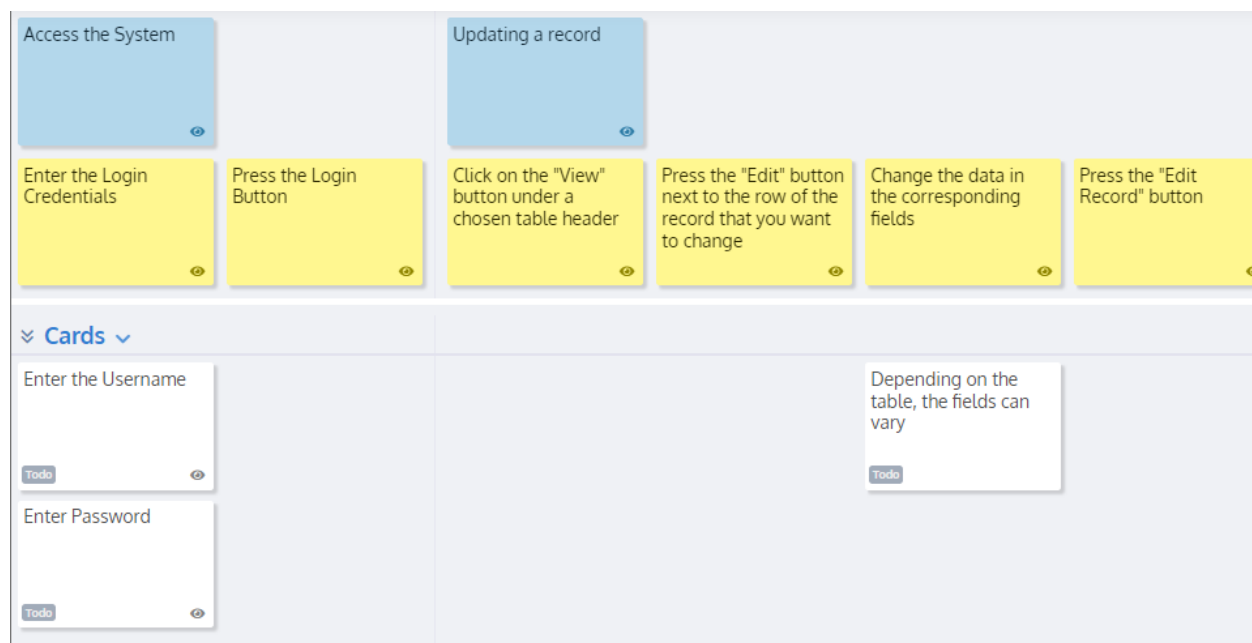 Access the System
Updating a record
Enter the Login
Credentials
Press the Login
Button
Click on the "View"
button under a
chosen table header
Press the "Edit" button
next to the row of the
record that you want
to change
Change the data in
the corresponding
fields
Press the "Edit
Record" button
Cards
Enter the Username
Todo
Depending on the
table, the fields can
vary
Todo
Enter Password
Todo